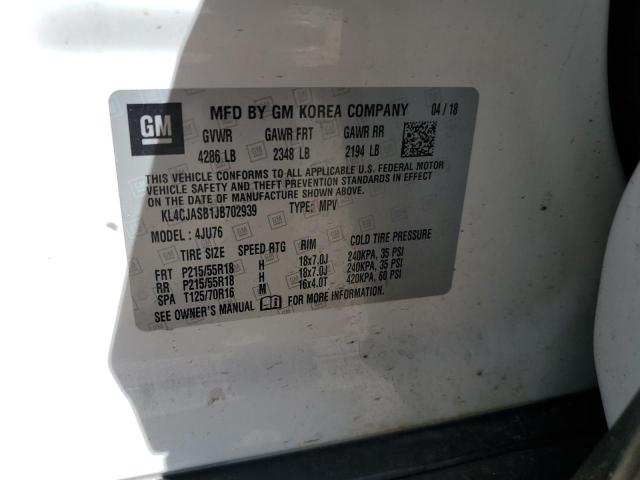 GM
MFD BY GM KOREA COMPANY 04 / 18
GVWR GAWR FRT GAWR RR
4286 LB 2348 LB 2194 LB
THIS VEHICLE CONFORMS TO ALL APPLICABLE U.S. FEDERAL MOTOR
VEHICLE SAFETY AND THEFT PREVENTION STANDARDS IN EFFECT
ON THE DATE OF MANUFACTURE SHOWN ABOVE.
KL4CJASB1JB702939 TYPE: MPV
MODEL : 4JU76
TIRE SIZE SPEED RTG RIM COLD TIRE PRESSURE
FRT P215/55R18 H 18x7.0J 240KPA, 35 PSI
RR P215/55R18 H 18x7.0J 240KPA, 35 PSI
SPA T125/70R16 M 16x4.0T 420KPA, 60 PSI
SEE OWNER'S MANUAL FOR MORE INFORMATION.